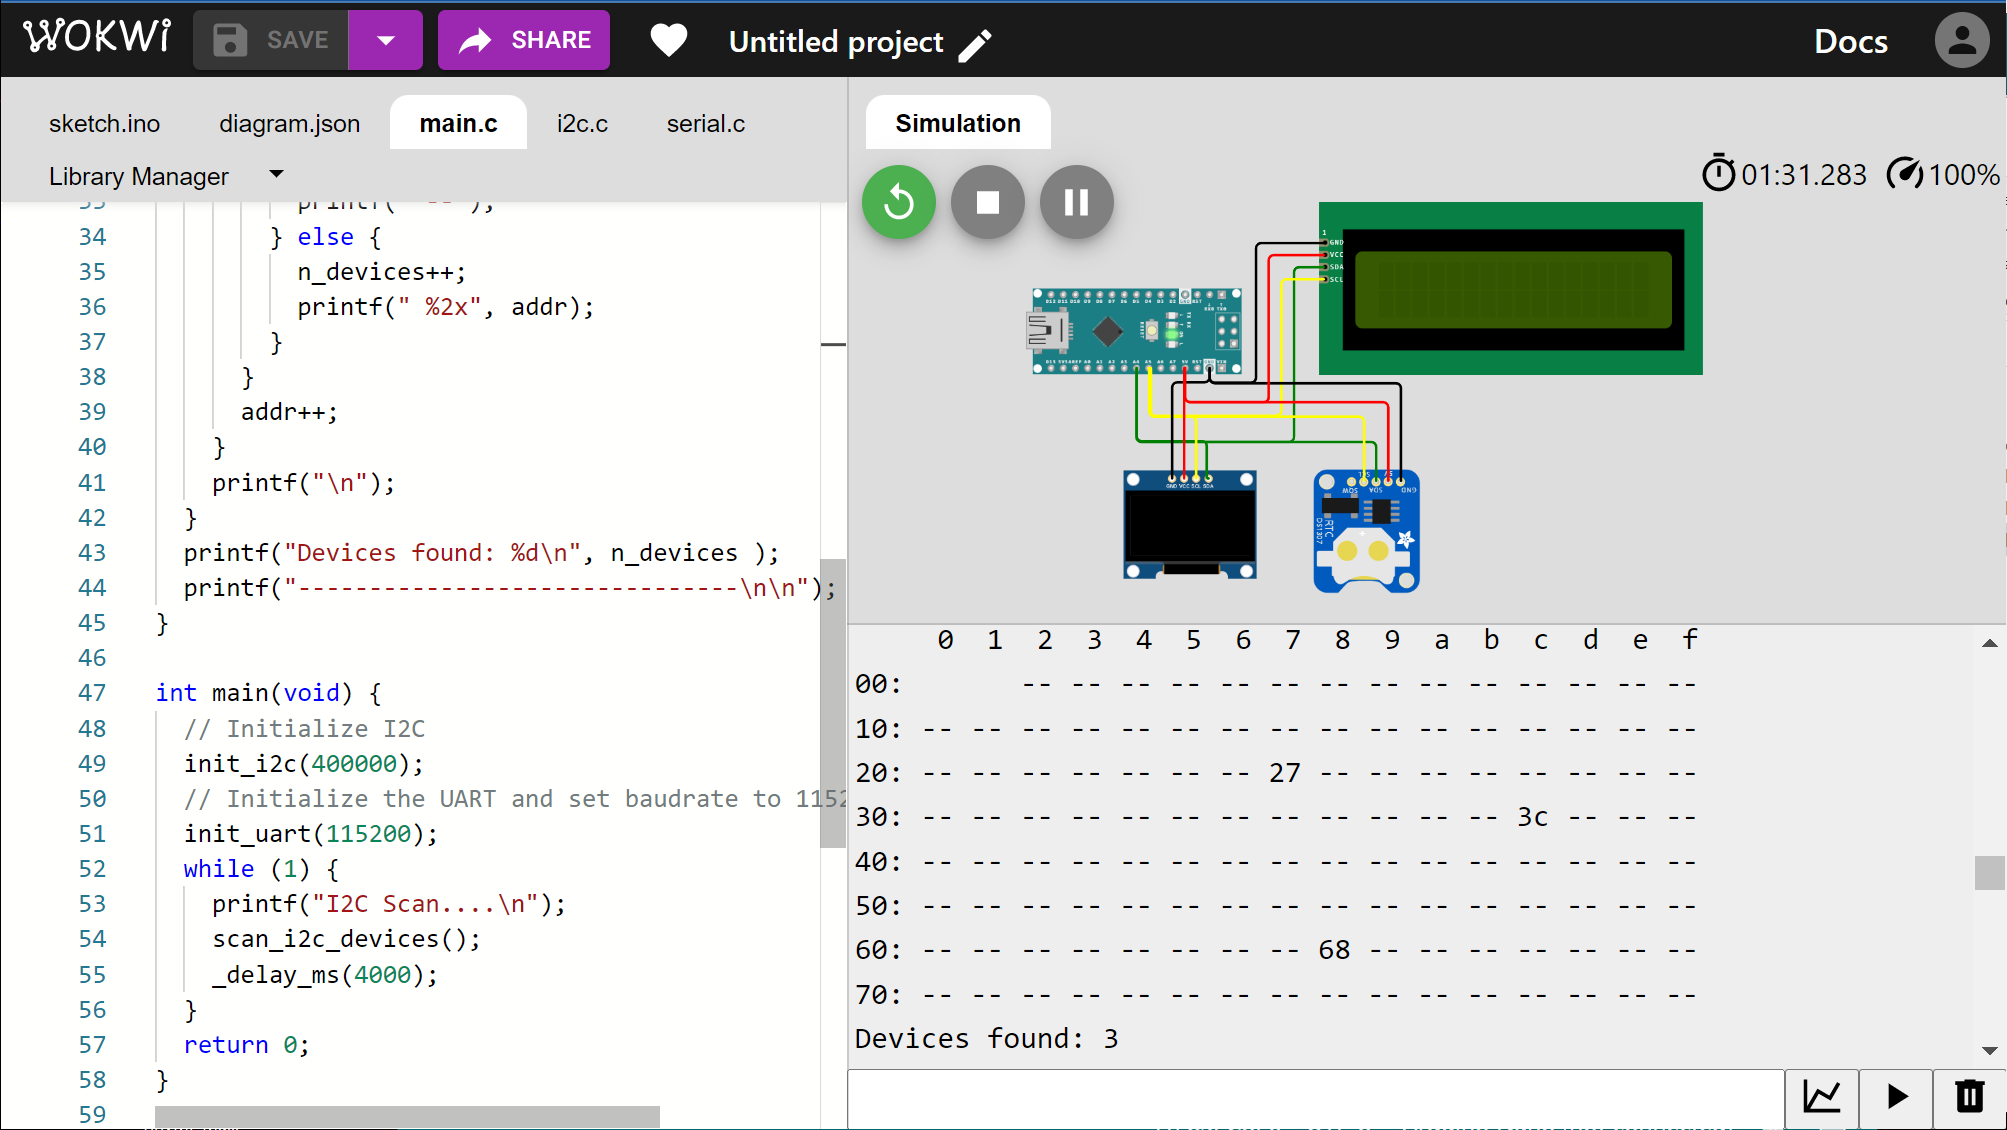 WOKWi
SAVE
SHARE
Untitled project
Docs
sketch.ino
diagram.json
main.c
i2c.c
serial.c
Library Manager
34 } else {
35 n_devices++;
36 printf(" %2x", addr);
37 }
38 }
39 addr++;
40 }
41 printf("\n");
42 }
43 printf("Devices found: %d\n", n_devices );
44 printf("-------------------------------\n\n");
45 }
46
47 int main(void) {
48 // Initialize I2C
49 init_i2c(400000);
50 // Initialize the UART and set baudrate to 1152
51 init_uart(115200);
52 while (1) {
53 printf("I2C Scan....\n");
54 scan_i2c_devices();
55 _delay_ms(4000);
56 }
57 return 0;
58 }
59
Simulation
01:31.283
100%
1
GND
VCC
SDA
SCL
GND VCC SCL SDA
GND
5V
SDA
SCL
SQW
RTC
DS1307
0 1 2 3 4 5 6 7 8 9 a b c d e f
00: -- -- -- -- -- -- -- -- -- -- -- -- -- --
10: -- -- -- -- -- -- -- -- -- -- -- -- -- -- -- --
20: -- -- -- -- -- -- -- 27 -- -- -- -- -- -- -- --
30: -- -- -- -- -- -- -- -- -- -- -- -- 3c -- -- --
40: -- -- -- -- -- -- -- -- -- -- -- -- -- -- -- --
50: -- -- -- -- -- -- -- -- -- -- -- -- -- -- -- --
60: -- -- -- -- -- -- -- -- 68 -- -- -- -- -- -- --
70: -- -- -- -- -- -- -- -- -- -- -- -- -- -- -- --
Devices found: 3